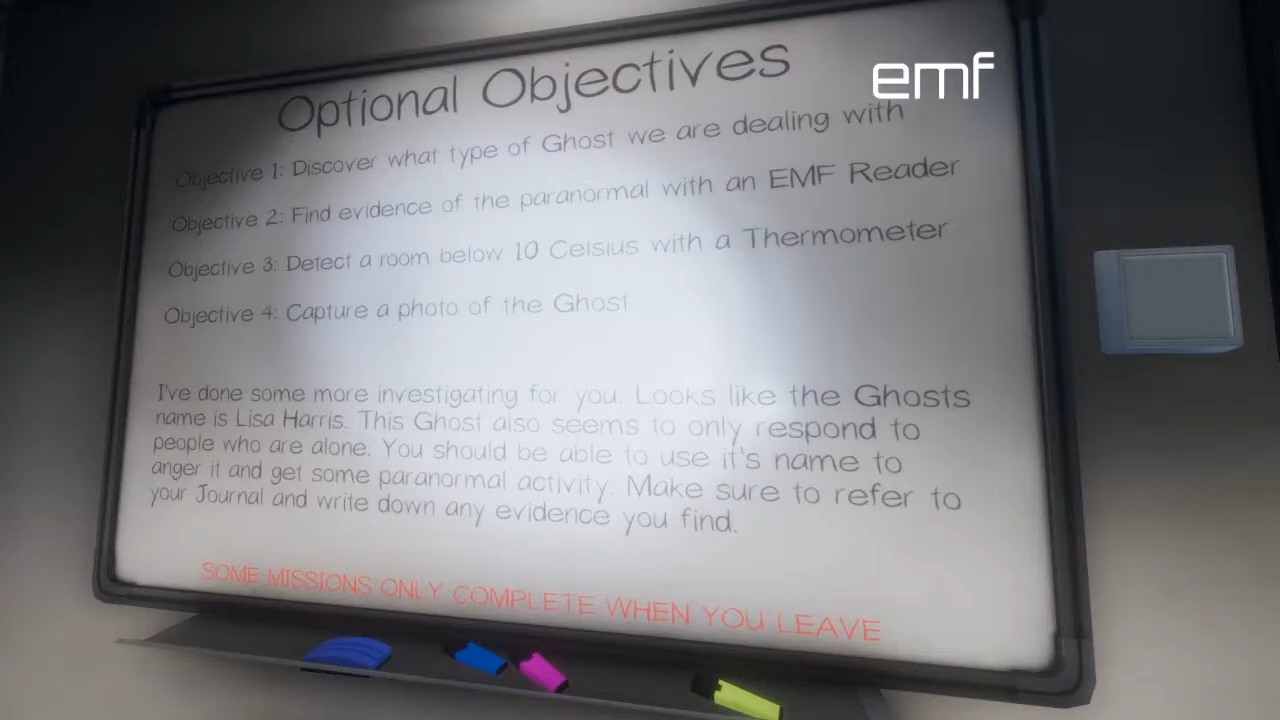 emf
Optional Objectives
Objective 1: Discover what type of Ghost we are dealing with
Objective 2: Find evidence of the paranormal with an EMF Reader
Objective 3: Detect a room below 10 Celsius with a Thermometer
Objective 4: Capture a photo of the Ghost
I've done some more investigating for you. Looks like the Ghosts
name is Lisa Harris. This Ghost also seems to only respond to
people who are alone. You should be able to use it's name to
anger it and get some paranormal activity. Make sure to refer to
your Journal and write down any evidence you find.
SOME MISSIONS ONLY COMPLETE WHEN YOU LEAVE